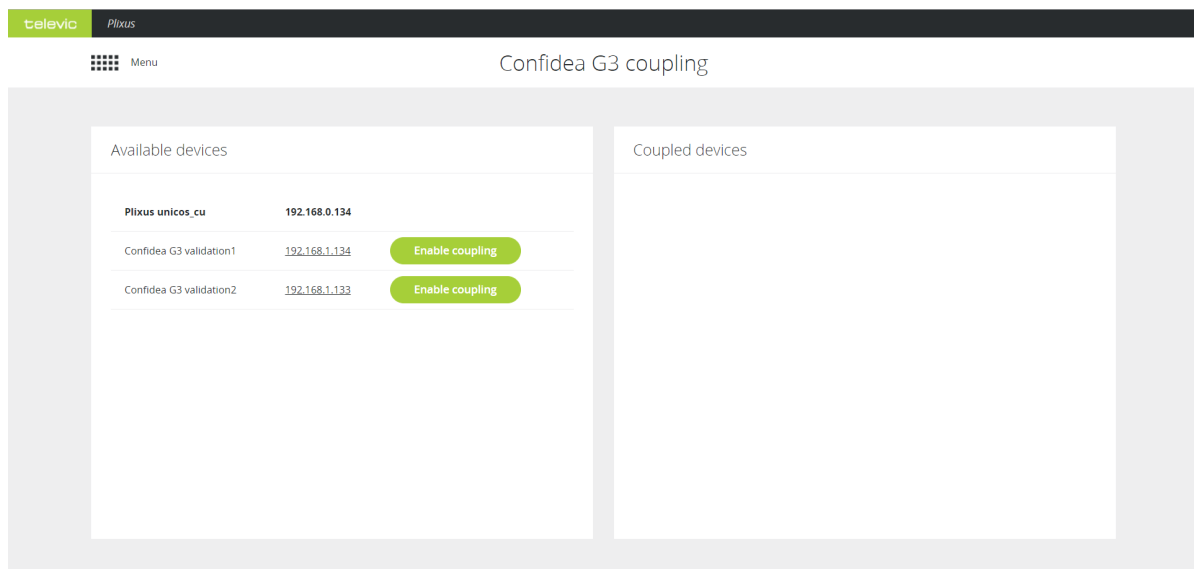 televic Plixus
Menu
Confidea G3 coupling
Available devices
Plixus unicos_cu 192.168.0.134
Confidea G3 validation1 192.168.1.134 Enable coupling
Confidea G3 validation2 192.168.1.133 Enable coupling
Coupled devices